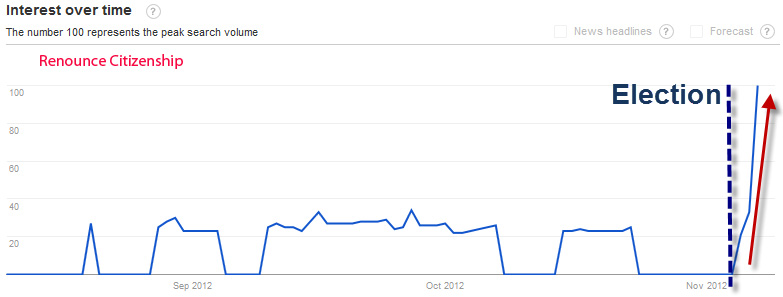 Interest over time ?
The number 100 represents the peak search volume
News headlines ? Forecast ?
Renounce Citizenship
Election
100
80
60
40
20
Sep 2012 Oct 2012 Nov 2012